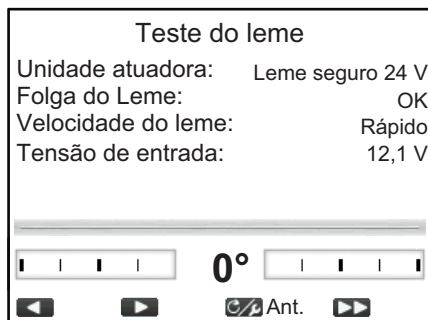 Teste do leme
Unidade atuadora: Leme seguro 24 V
Folga do Leme: OK
Velocidade do leme: Rápido
Tensão de entrada: 12,1 V
0°
Ant.